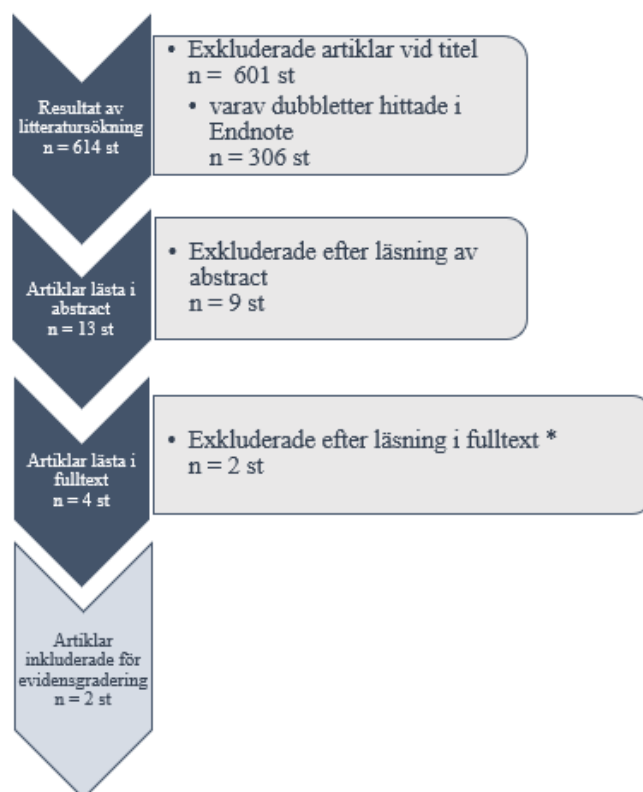 Resultat av
litteratursökning
n = 614 st
• Exkluderade artiklar vid titel
n =  601 st
• varav dubbletter hittade i
Endnote
n = 306 st
Artiklar lästa i
abstract
n = 13 st
• Exkluderade efter läsning av
abstract
n = 9 st
Artiklar lästa i
fulltext
n = 4 st
• Exkluderade efter läsning i fulltext *
n = 2 st
Artiklar
inkluderade för
evidensgradering
n = 2 st